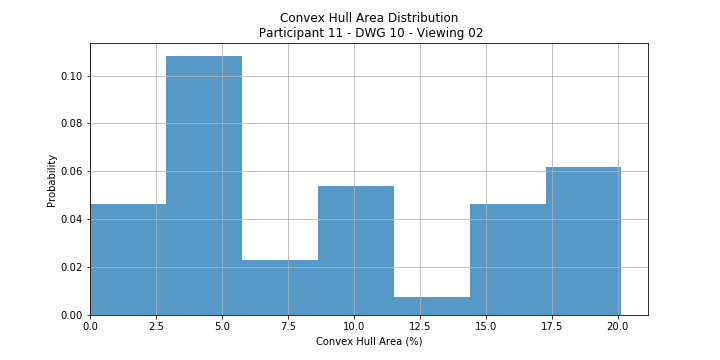 Convex Hull Area Distribution
Participant 11 - DWG 10 - Viewing 02
Probability
0.10
0.08
0.06
0.04
0.02
0.00
0.0 2.5 5.0 7.5 10.0 12.5 15.0 17.5 20.0
Convex Hull Area (%)